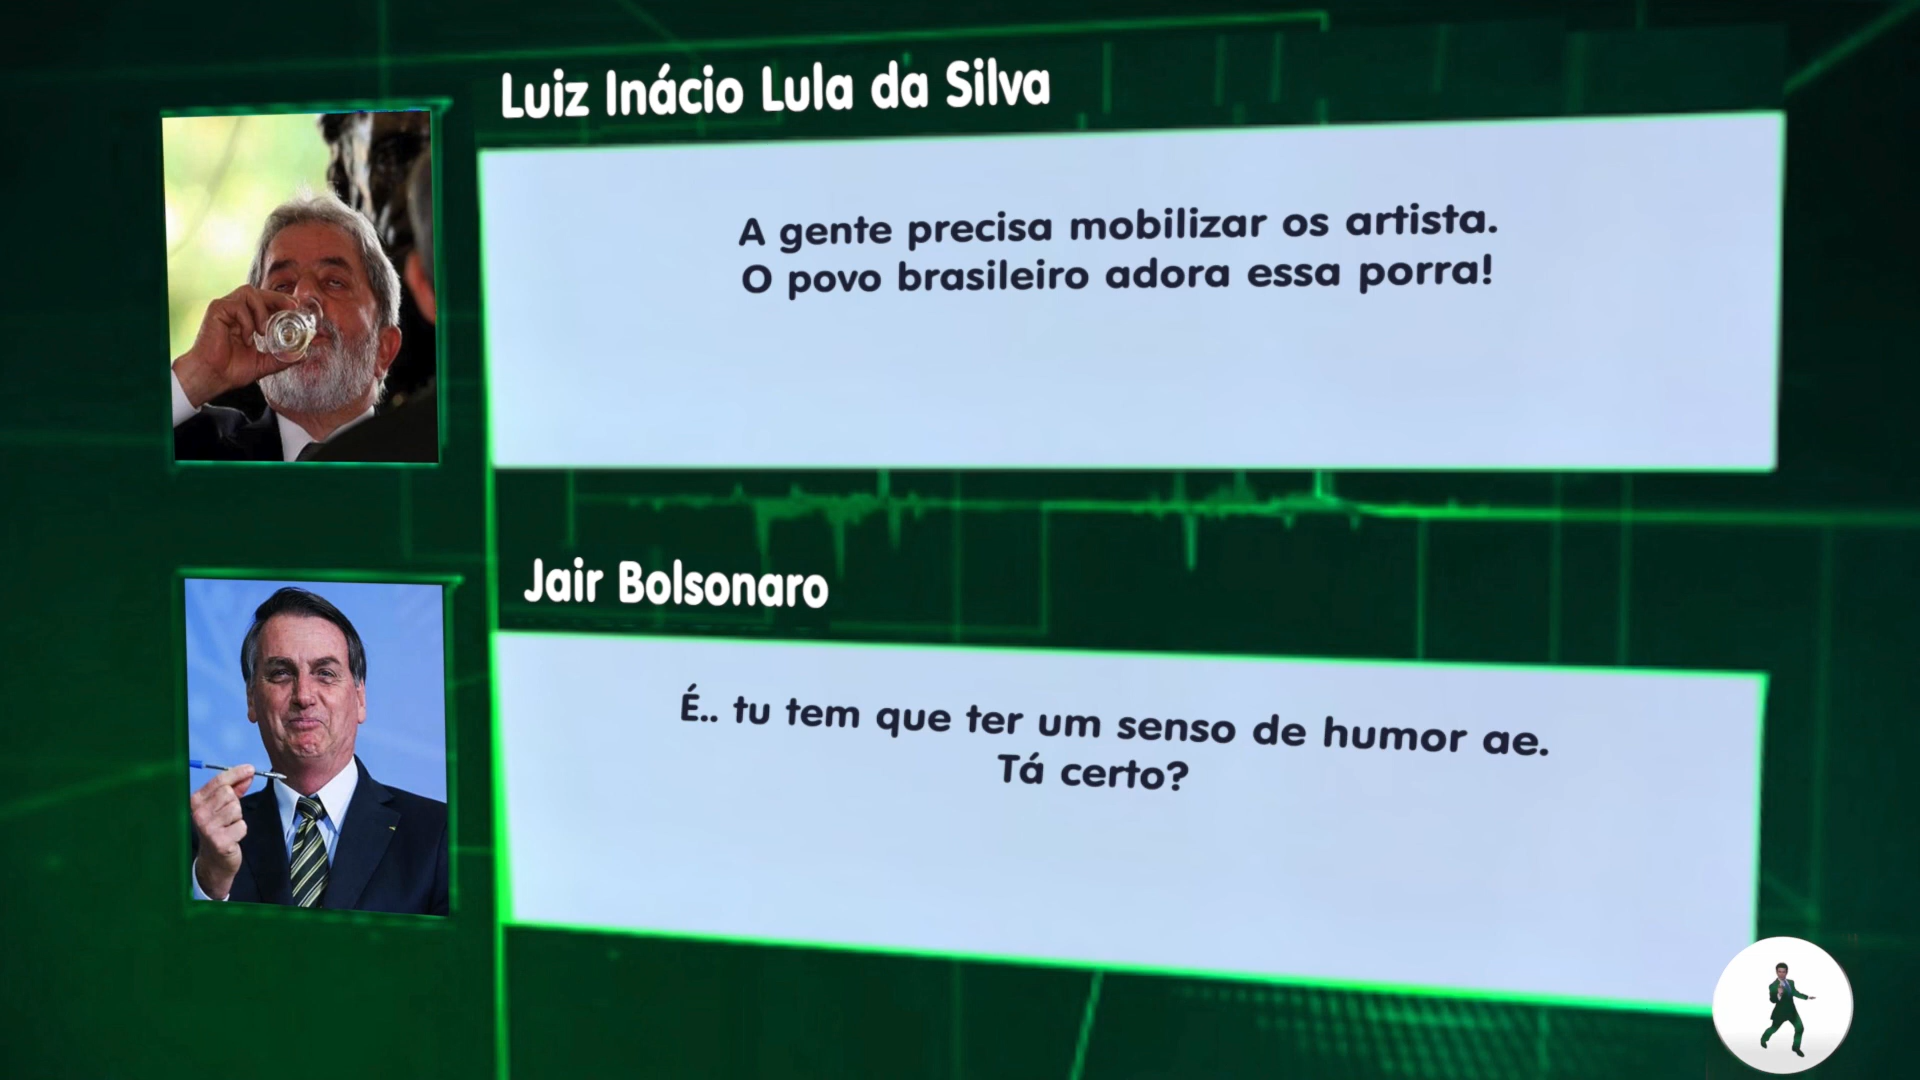 Luiz Inácio Lula da Silva
A gente precisa mobilizar os artista.
O povo brasileiro adora essa porra!
Jair Bolsonaro
É.. tu tem que ter um senso de humor ae.
Tá certo?